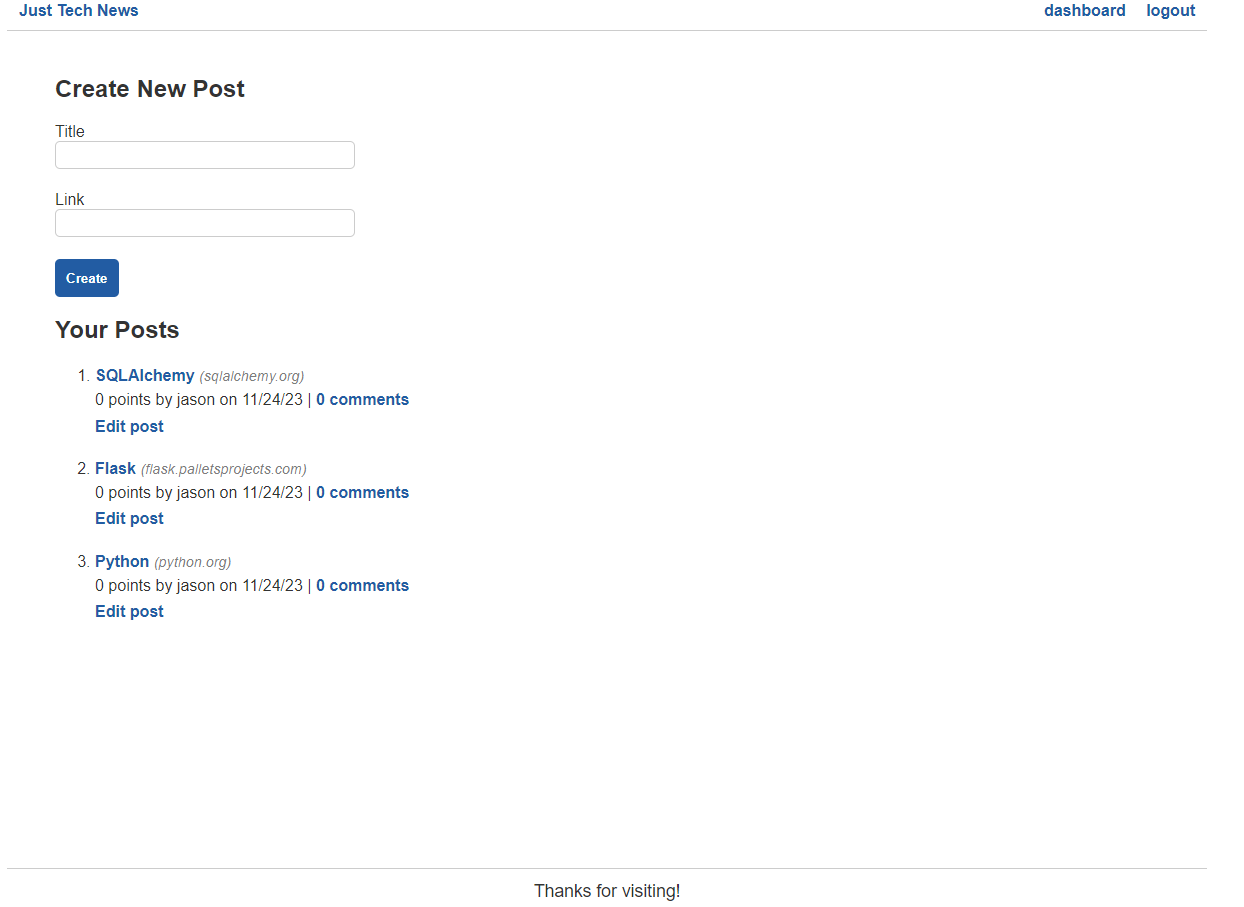 Just Tech News dashboard logout
Create New Post
Title
Link
Create
Your Posts
1. SQLAlchemy (sqlalchemy.org)
0 points by jason on 11/24/23 | 0 comments
Edit post
2. Flask (flask.palletsprojects.com)
0 points by jason on 11/24/23 | 0 comments
Edit post
3. Python (python.org)
0 points by jason on 11/24/23 | 0 comments
Edit post
Thanks for visiting!